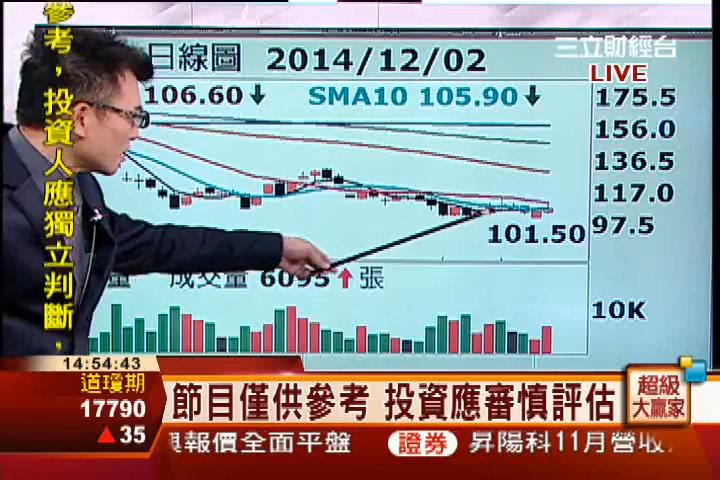 參考，投資人應獨立判斷，
日線圖 2014/12/02
三立財經台
LIVE
106.60↓ SMA10 105.90↓
175.5
156.0
136.5
117.0
97.5
101.50
量 成交量 6095↑張
10K
14:54:43
道瓊期
17790
▲35
節目僅供參考 投資應審慎評估
超級
大贏家
報價全面平盤 證券 昇陽科11月營收